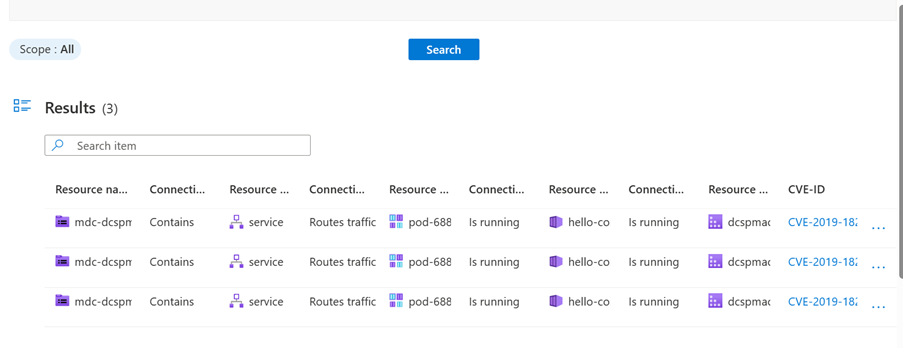 Scope : All
Search
Results (3)
Search item
Resource na... Connecti... Resource ... Connecti... Resource ... Connecti... Resource ... Connecti... Resource ... CVE-ID
mdc-dcspm Contains service Routes traffic pod-688 Is running hello-co Is running dcspmac CVE-2019-182 ...
mdc-dcspm Contains service Routes traffic pod-688 Is running hello-co Is running dcspmac CVE-2019-182 ...
mdc-dcspm Contains service Routes traffic pod-688 Is running hello-co Is running dcspmac CVE-2019-182 ...